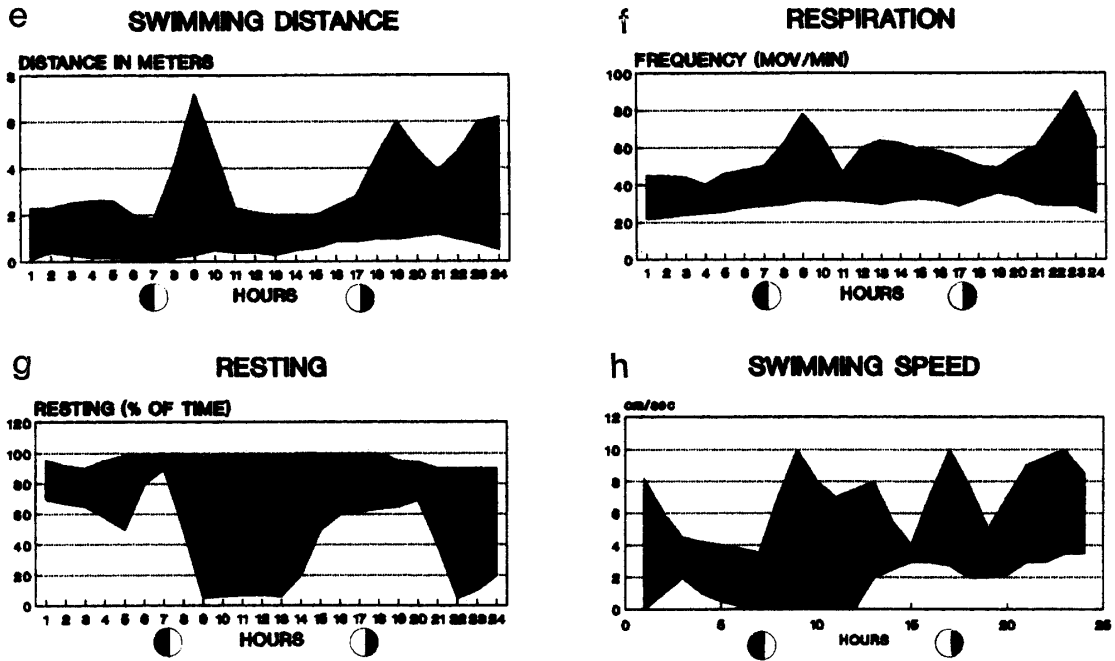 e SWIMMING DISTANCE
DISTANCE IN METERS
8
6
4
2
0
1 2 3 4 5 6 7 8 9 10 11 12 13 14 15 16 17 18 19 20 21 22 23 24
HOURS
f RESPIRATION
FREQUENCY (MOV/MIN)
100
80
60
40
20
0
1 2 3 4 5 6 7 8 9 10 11 12 13 14 15 16 17 18 19 20 21 22 23 24
HOURS
g RESTING
RESTING (% OF TIME)
120
100
80
60
40
20
0
1 2 3 4 5 6 7 8 9 10 11 12 13 14 15 16 17 18 19 20 21 22 23 24
HOURS
h SWIMMING SPEED
cm/sec
12
10
8
6
4
2
0
0 5 10 15 20 25
HOURS